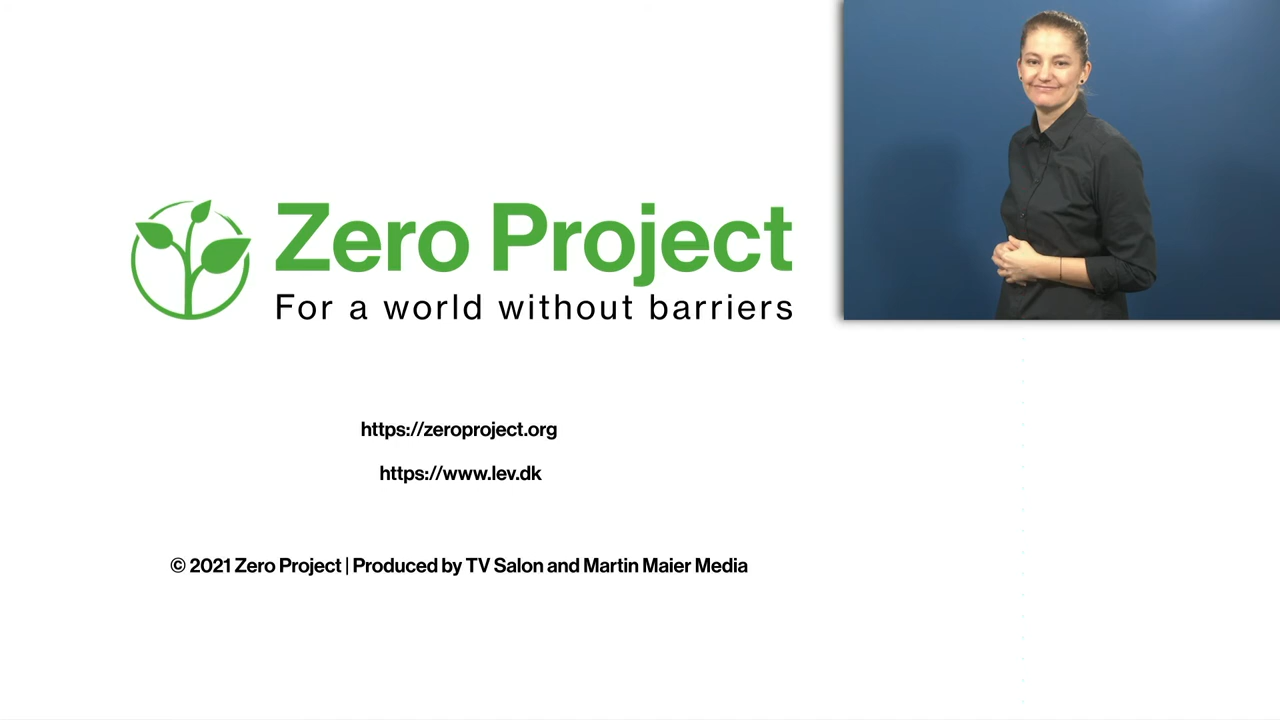 Zero Project
For a world without barriers
https://zeroproject.org
https://www.lev.dk
© 2021 Zero Project | Produced by TV Salon and Martin Maier Media